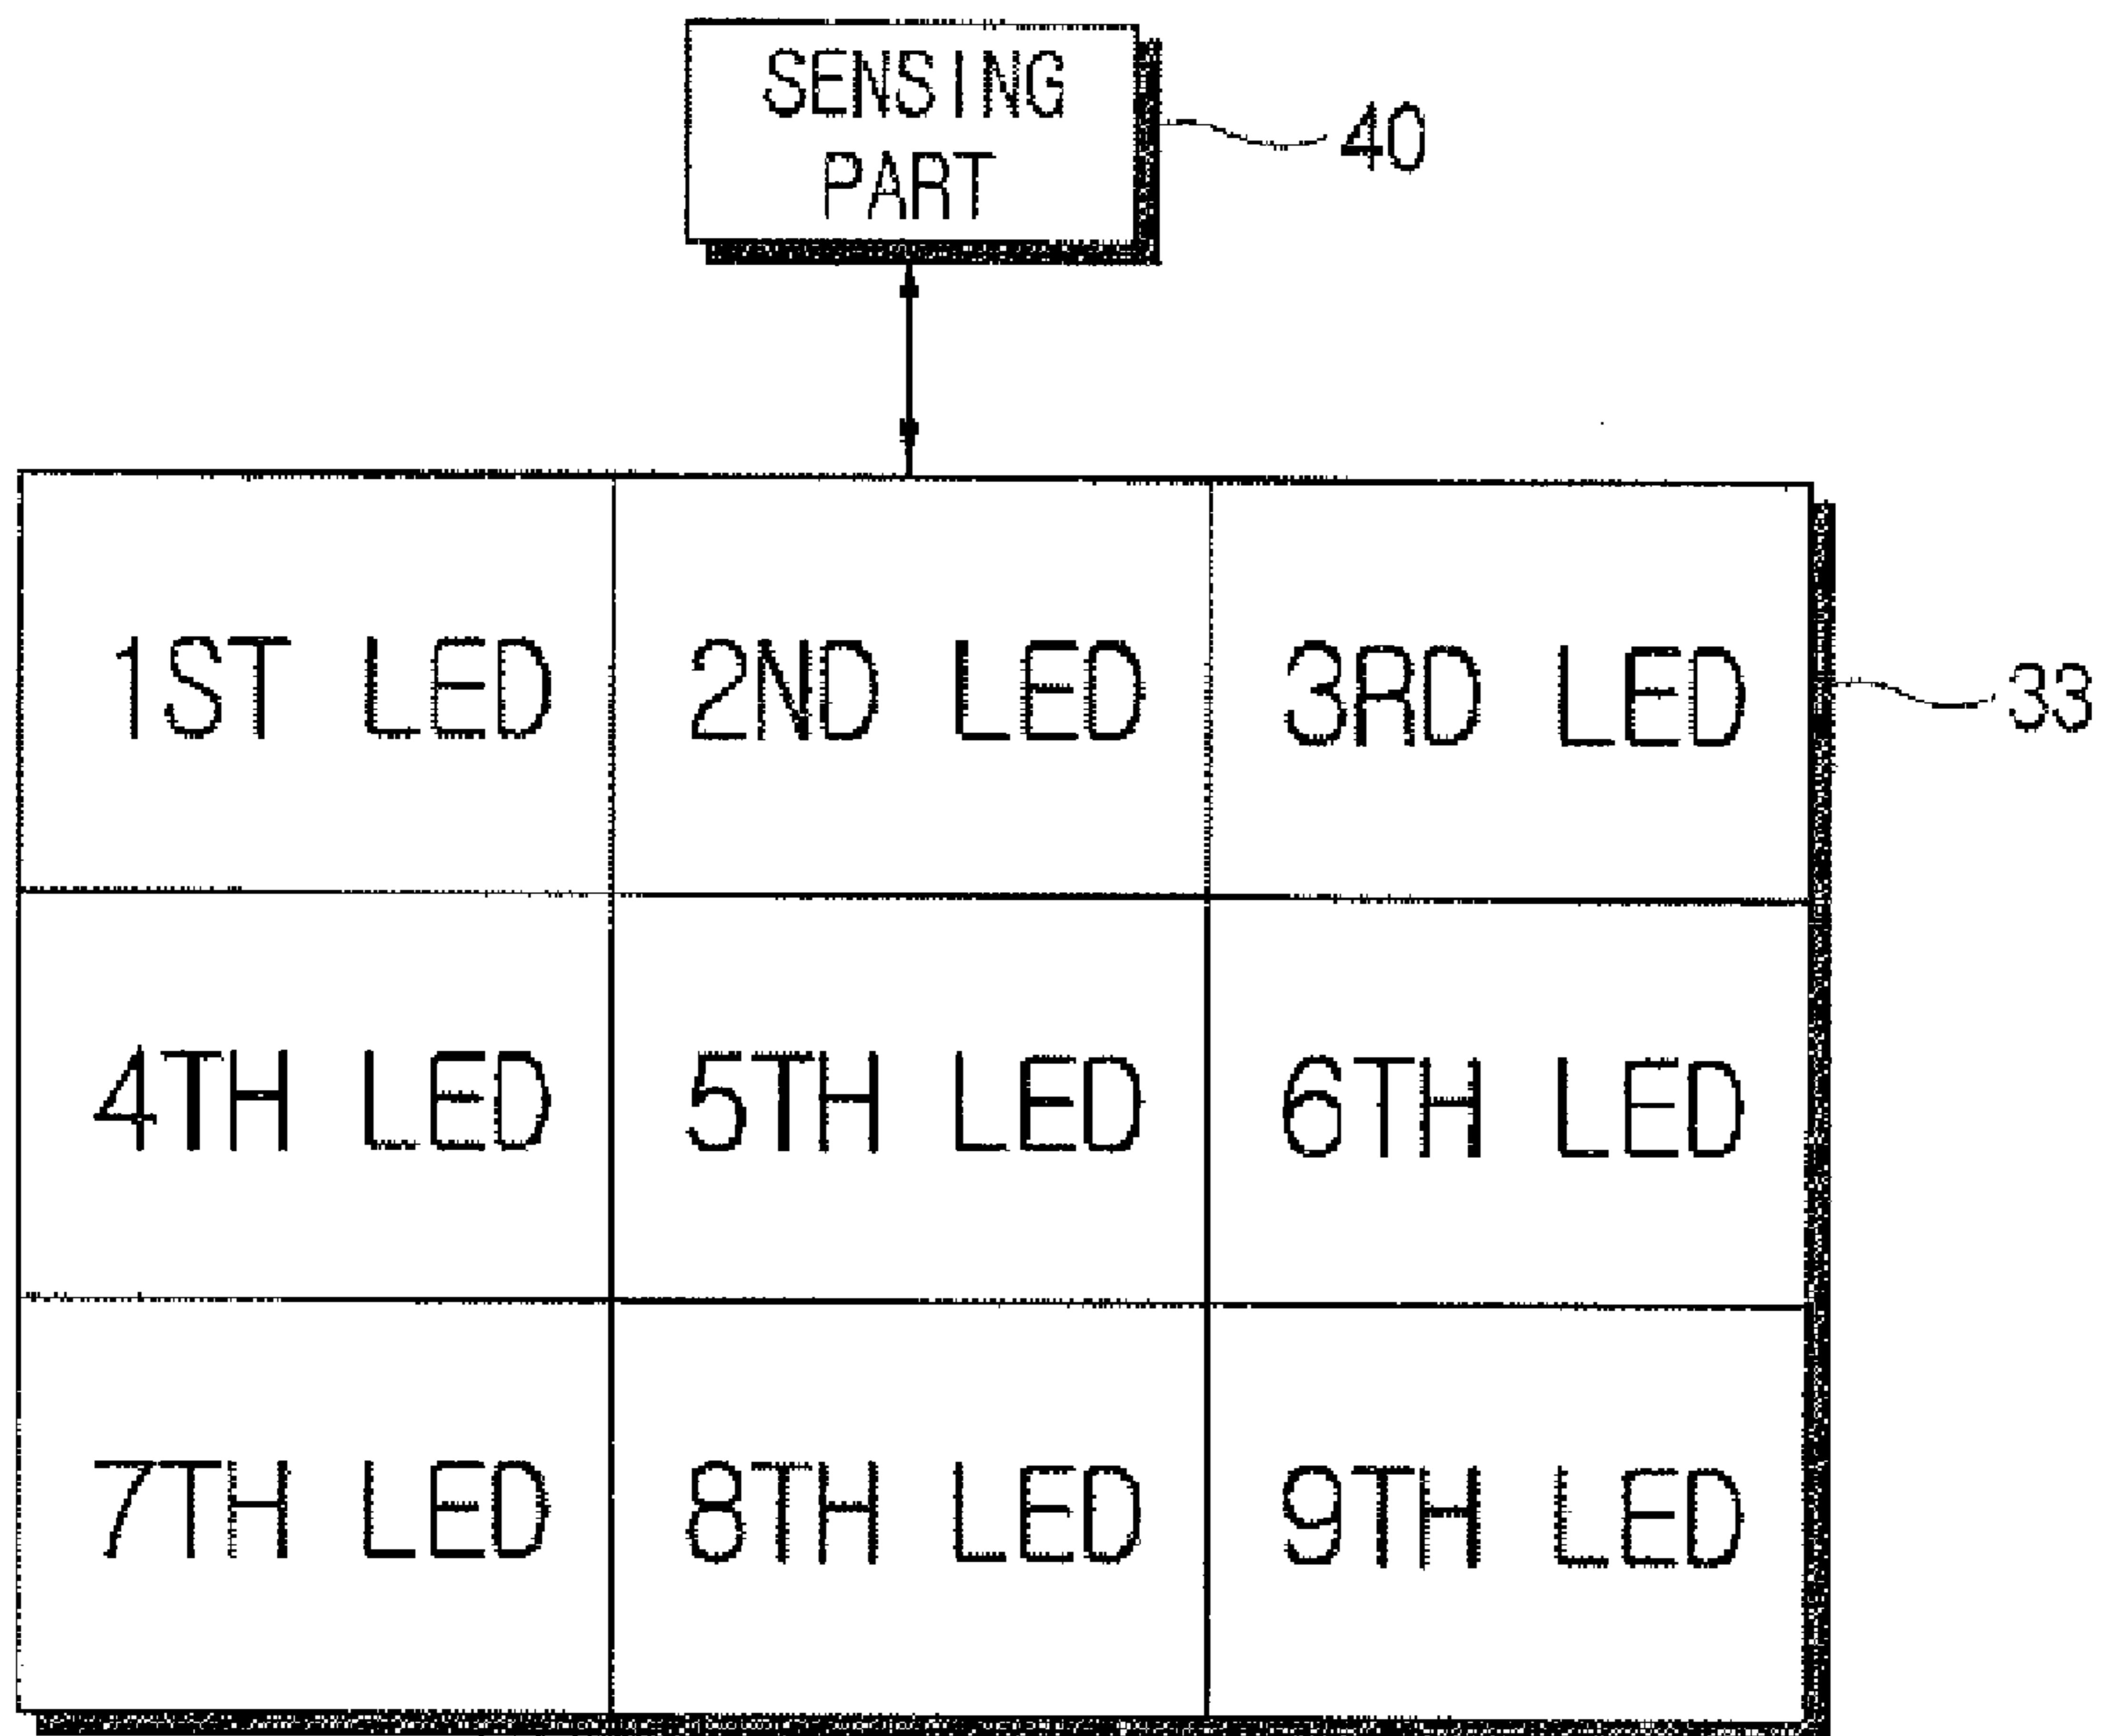 SENSING
PART
40
1ST LED 2ND LED 3RD LED
33
4TH LED 5TH LED 6TH LED
7TH LED 8TH LED 9TH LED